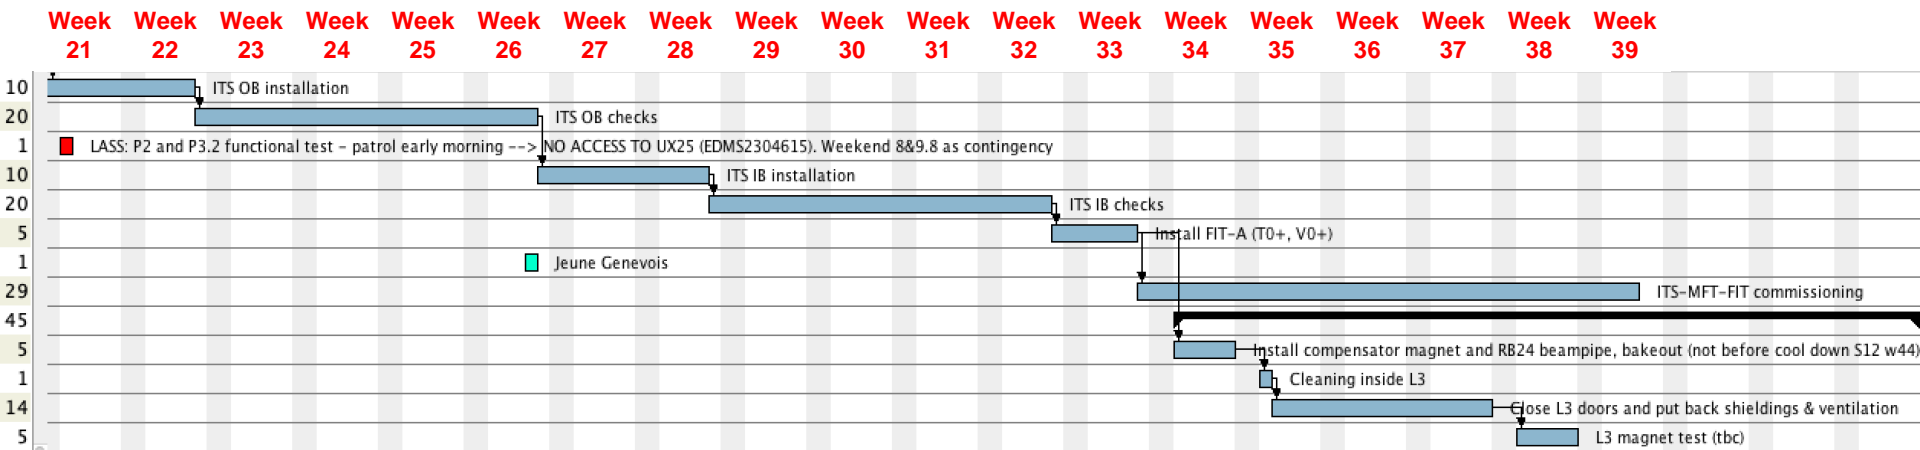 Week Week Week Week Week Week Week Week Week Week Week Week Week Week Week Week Week Week Week
21 22 23 24 25 26 27 28 29 30 31 32 33 34 35 36 37 38 39
10 ITS OB installation
20 ITS OB checks
1 LASS: P2 and P3.2 functional test - patrol early morning --> NO ACCESS TO UX25 (EDMS2304615). Weekend 8&9.8 as contingency
10 ITS IB installation
20 ITS IB checks
5 Install FIT-A (T0+, V0+)
1 Jeune Genevois
29 ITS-MFT-FIT commissioning
45
5 Install compensator magnet and RB24 beampipe, bakeout (not before cool down S12 w44)
1 Cleaning inside L3
14 Close L3 doors and put back shieldings & ventilation
5 L3 magnet test (tbc)